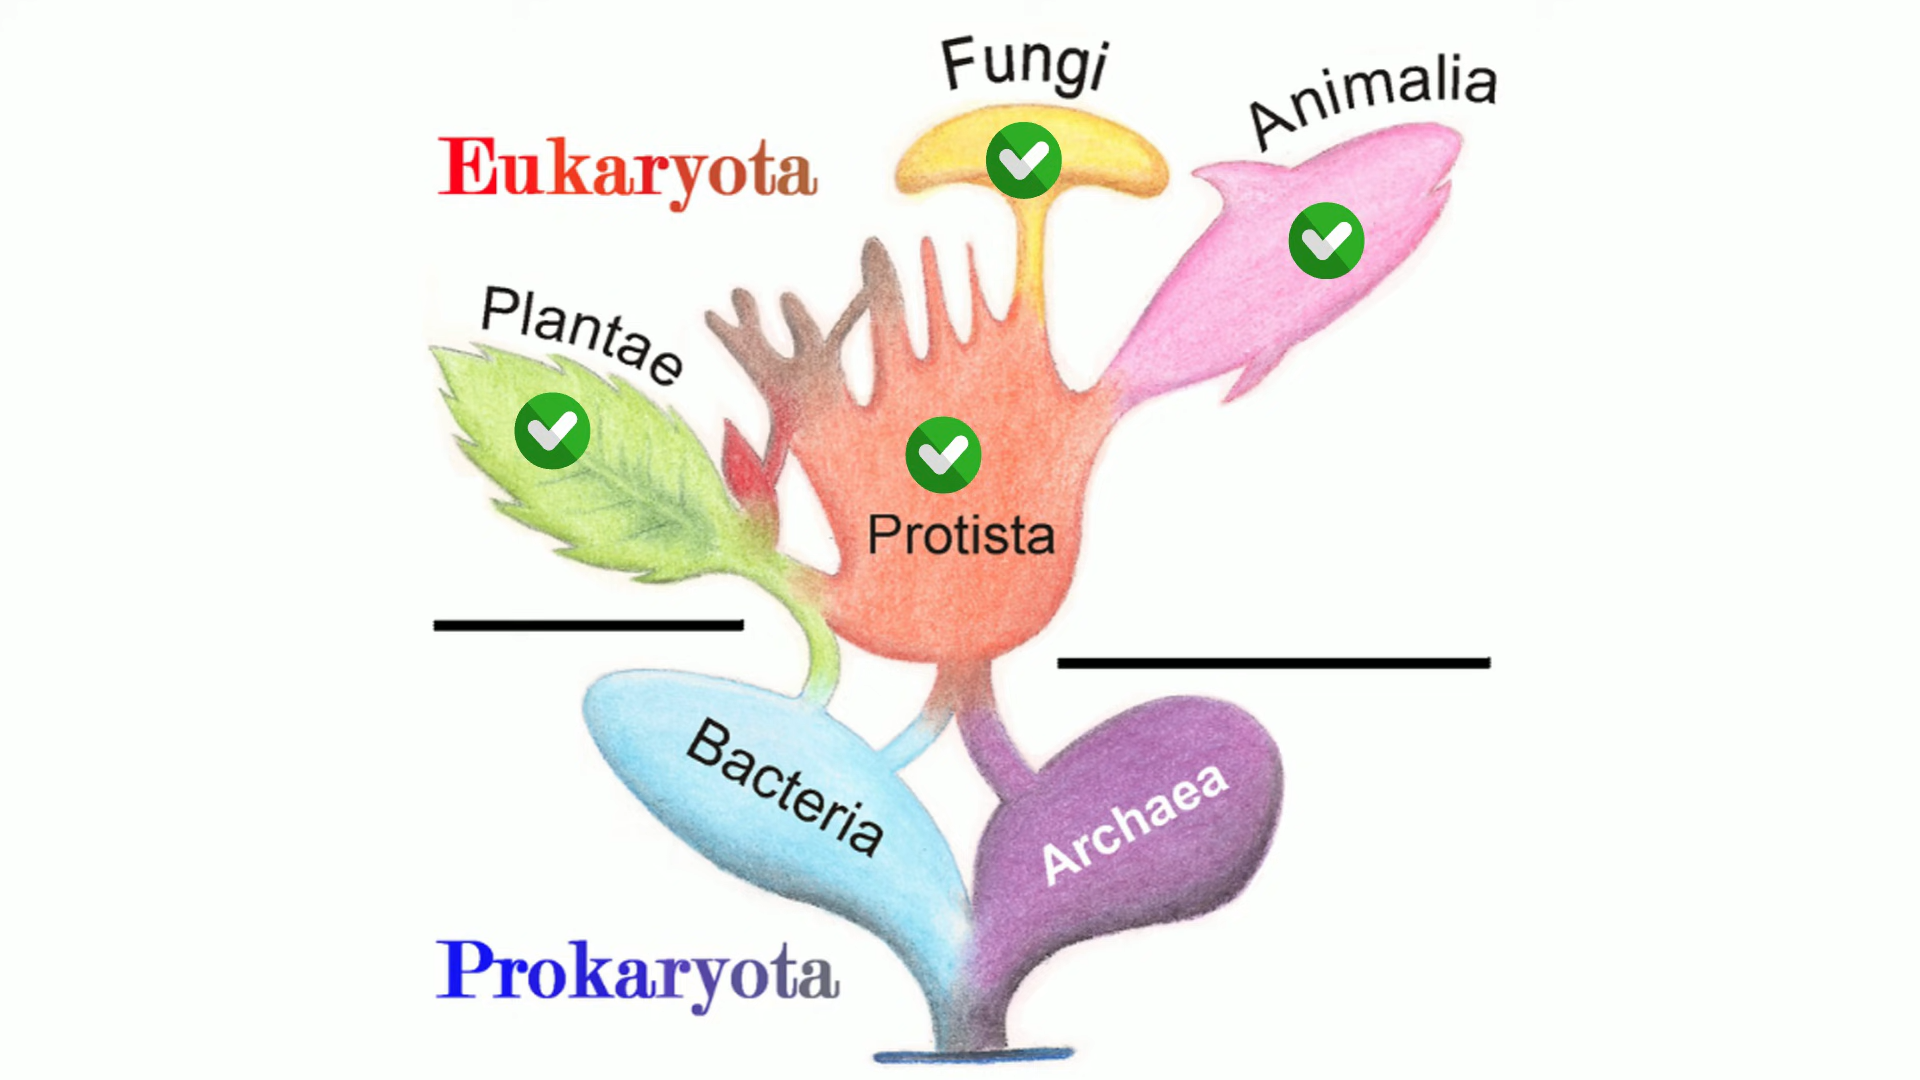 Fungi
Animalia
Eukaryota
Plantae
Protista
Bacteria
Archaea
Prokaryota